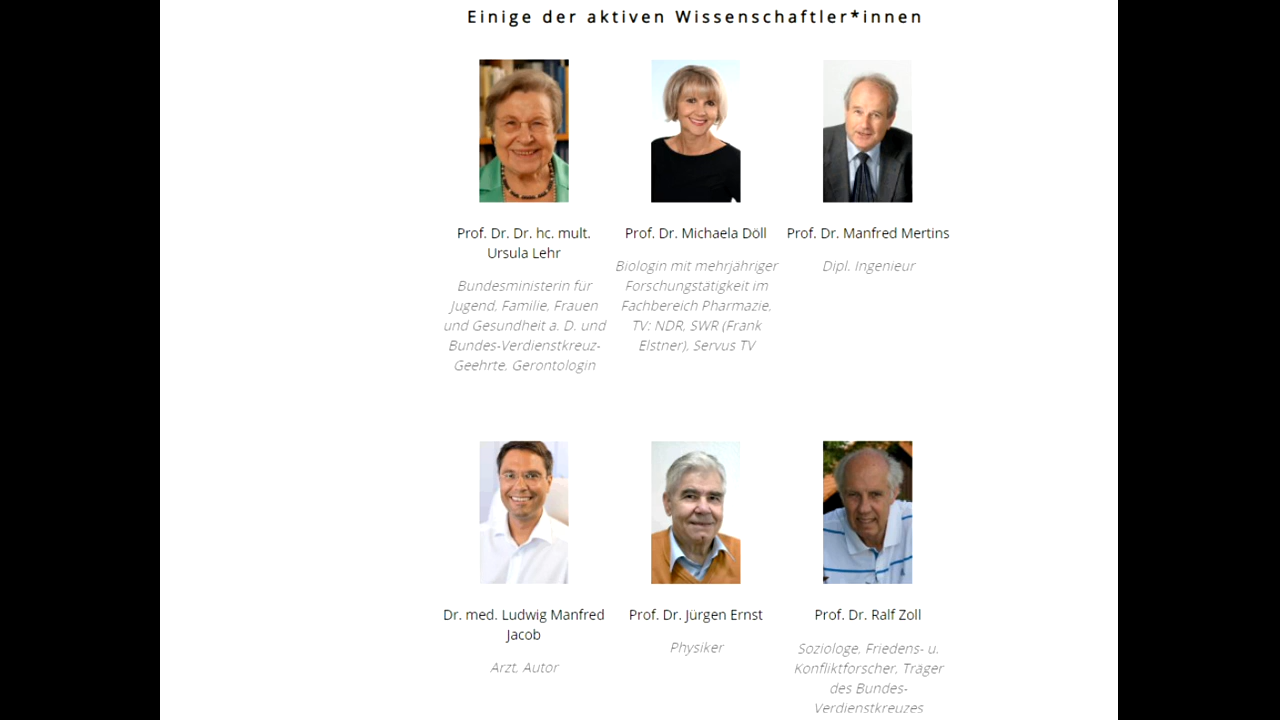 Einige der aktiven Wissenschaftler*innen
Prof. Dr. Dr. hc. mult.
Ursula Lehr
Bundesministerin für
Jugend, Familie, Frauen
und Gesundheit a. D. und
Bundes-Verdienstkreuz-
Geehrte, Gerontologin
Prof. Dr. Michaela Döll
Biologin mit mehrjähriger
Forschungstätigkeit im
Fachbereich Pharmazie,
TV: NDR, SWR (Frank
Elstner), Servus TV
Prof. Dr. Manfred Mertins
Dipl. Ingenieur
Dr. med. Ludwig Manfred
Jacob
Arzt, Autor
Prof. Dr. Jürgen Ernst
Physiker
Prof. Dr. Ralf Zoll
Soziologe, Friedens- u.
Konfliktforscher, Träger
des Bundes-
Verdienstkreuzes